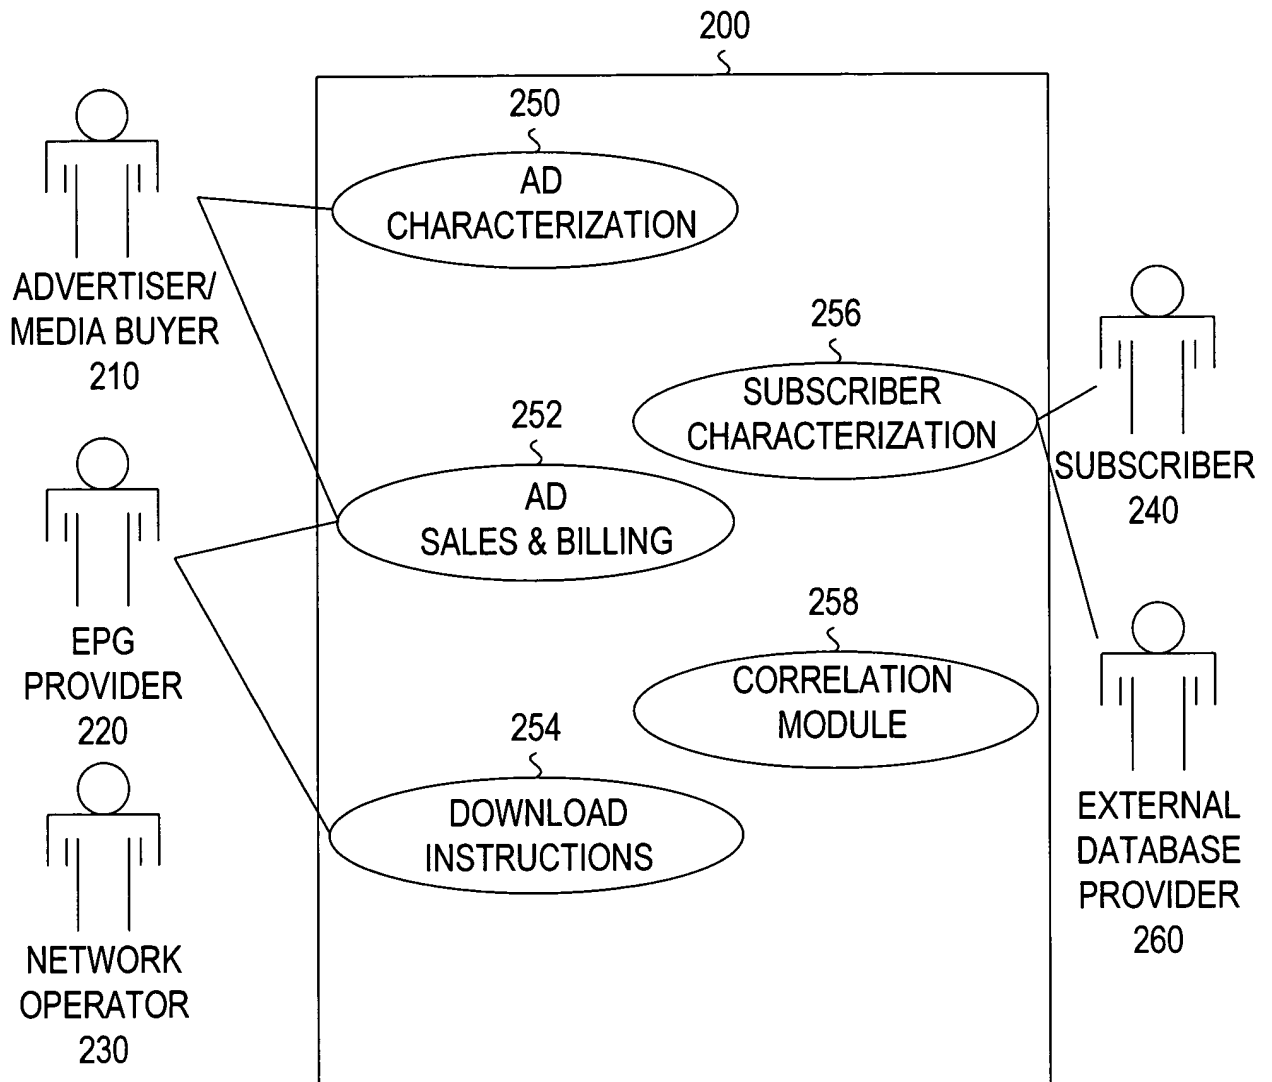 200
250
AD
CHARACTERIZATION
ADVERTISER/
MEDIA BUYER
210
256
SUBSCRIBER
CHARACTERIZATION
SUBSCRIBER
240
252
AD
SALES & BILLING
EPG
PROVIDER
220
258
CORRELATION
MODULE
254
DOWNLOAD
INSTRUCTIONS
EXTERNAL
DATABASE
PROVIDER
260
NETWORK
OPERATOR
230